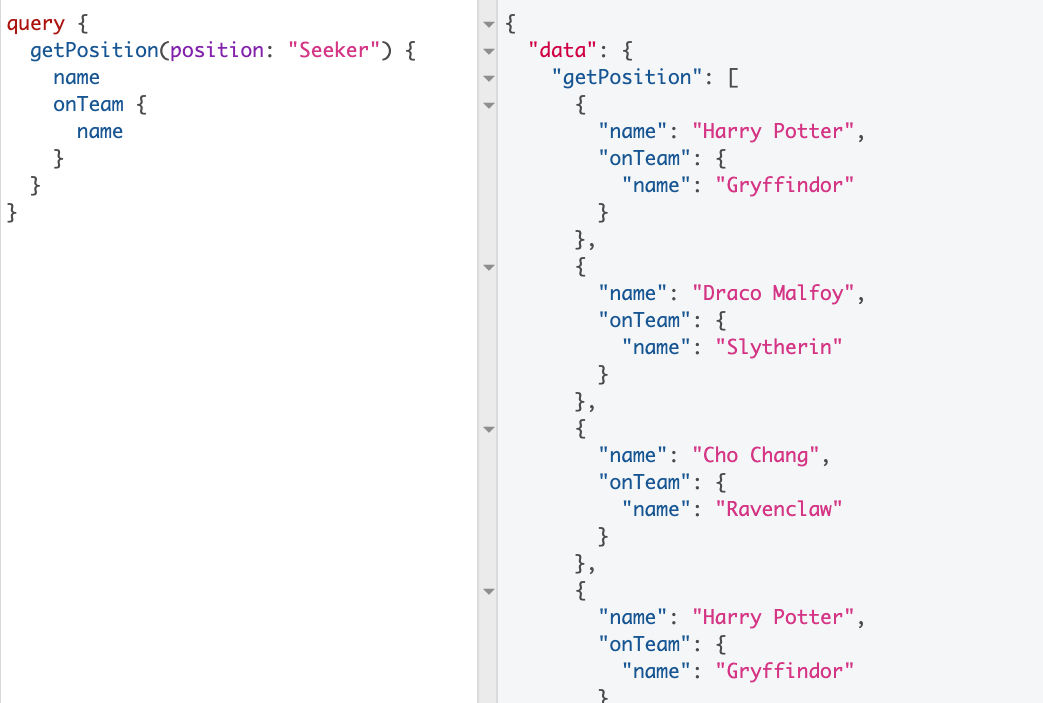 query {
  getPosition(position: "Seeker") {
    name
    onTeam {
      name
    }
  }
}
{
  "data": {
    "getPosition": [
      {
        "name": "Harry Potter",
        "onTeam": {
          "name": "Gryffindor"
        }
      },
      {
        "name": "Draco Malfoy",
        "onTeam": {
          "name": "Slytherin"
        }
      },
      {
        "name": "Cho Chang",
        "onTeam": {
          "name": "Ravenclaw"
        }
      },
      {
        "name": "Harry Potter",
        "onTeam": {
          "name": "Gryffindor"
        }